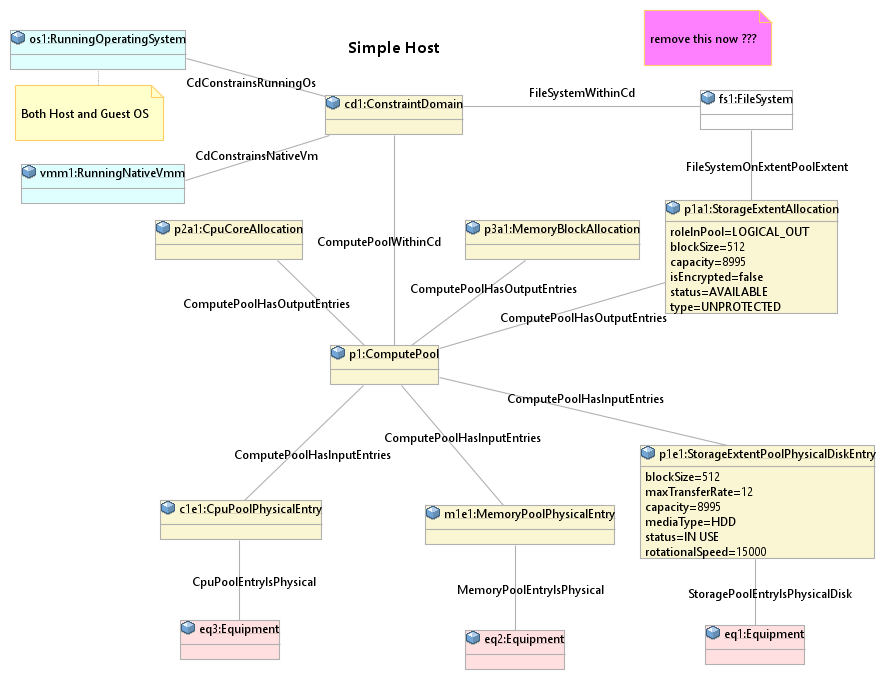 os1:RunningOperatingSystem
Simple Host
remove this now ???
CdConstrainsRunningOs
FileSystemWithinCd
fs1:FileSystem
cd1:ConstraintDomain
Both Host and Guest OS
CdConstrainsNativeVm
FileSystemOnExtentPoolExtent
vmm1:RunningNativeVmm
p1a1:StorageExtentAllocation
roleInPool=LOGICAL_OUT
blockSize=512
capacity=8995
isEncrypted=false
status=AVAILABLE
type=UNPROTECTED
p2a1:CpuCoreAllocation
p3a1:MemoryBlockAllocation
ComputePoolWithinCd
ComputePoolHasOutputEntries
ComputePoolHasOutputEntries
ComputePoolHasOutputEntries
p1:ComputePool
ComputePoolHasInputEntries
ComputePoolHasInputEntries
ComputePoolHasInputEntries
p1e1:StorageExtentPoolPhysicalDiskEntry
blockSize=512
maxTransferRate=12
capacity=8995
mediaType=HDD
status=IN USE
rotationalSpeed=15000
c1e1:CpuPoolPhysicalEntry
m1e1:MemoryPoolPhysicalEntry
CpuPoolEntryIsPhysical
MemoryPoolEntryIsPhysical
StoragePoolEntryIsPhysicalDisk
eq3:Equipment
eq2:Equipment
eq1:Equipment